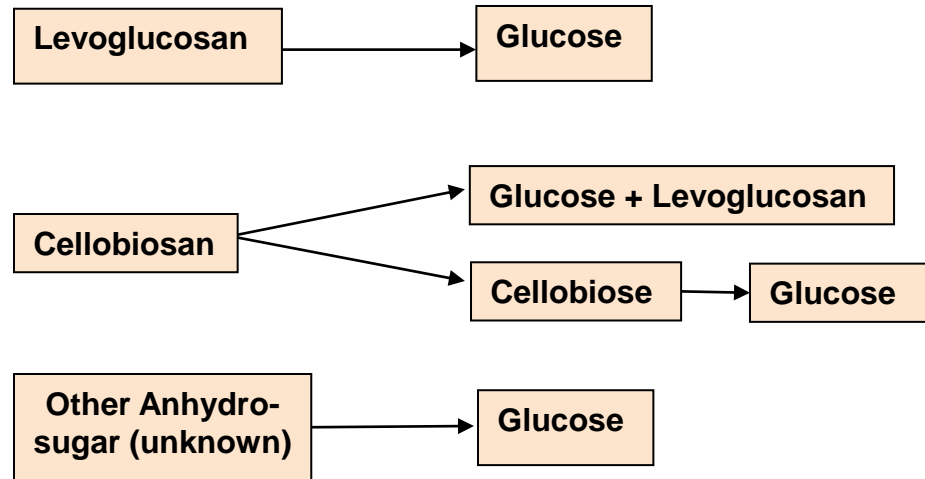 Levoglucosan
Glucose
Glucose + Levoglucosan
Cellobiosan
Cellobiose
Glucose
Other Anhydro-
sugar (unknown)
Glucose